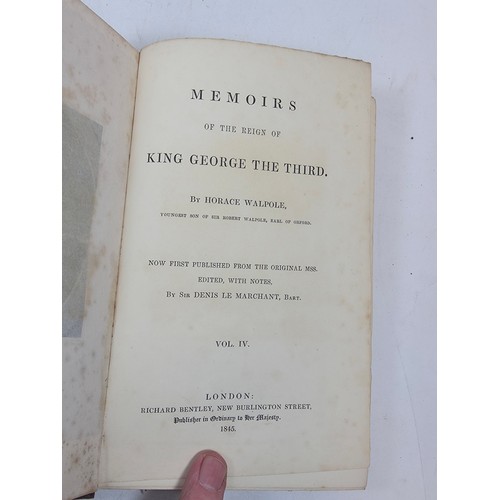 MEMOIRS
OF THE REIGN OF
KING GEORGE THE THIRD.
By HORACE WALPOLE,
YOUNGEST SON OF SIR ROBERT WALPOLE, EARL OF ORFORD.
NOW FIRST PUBLISHED FROM THE ORIGINAL MSS.
EDITED, WITH NOTES,
By Sir DENIS LE MARCHANT, Bart.
VOL. IV.
LONDON:
RICHARD BENTLEY, NEW BURLINGTON STREET,
Publisher in Ordinary to Her Majesty.
1845.